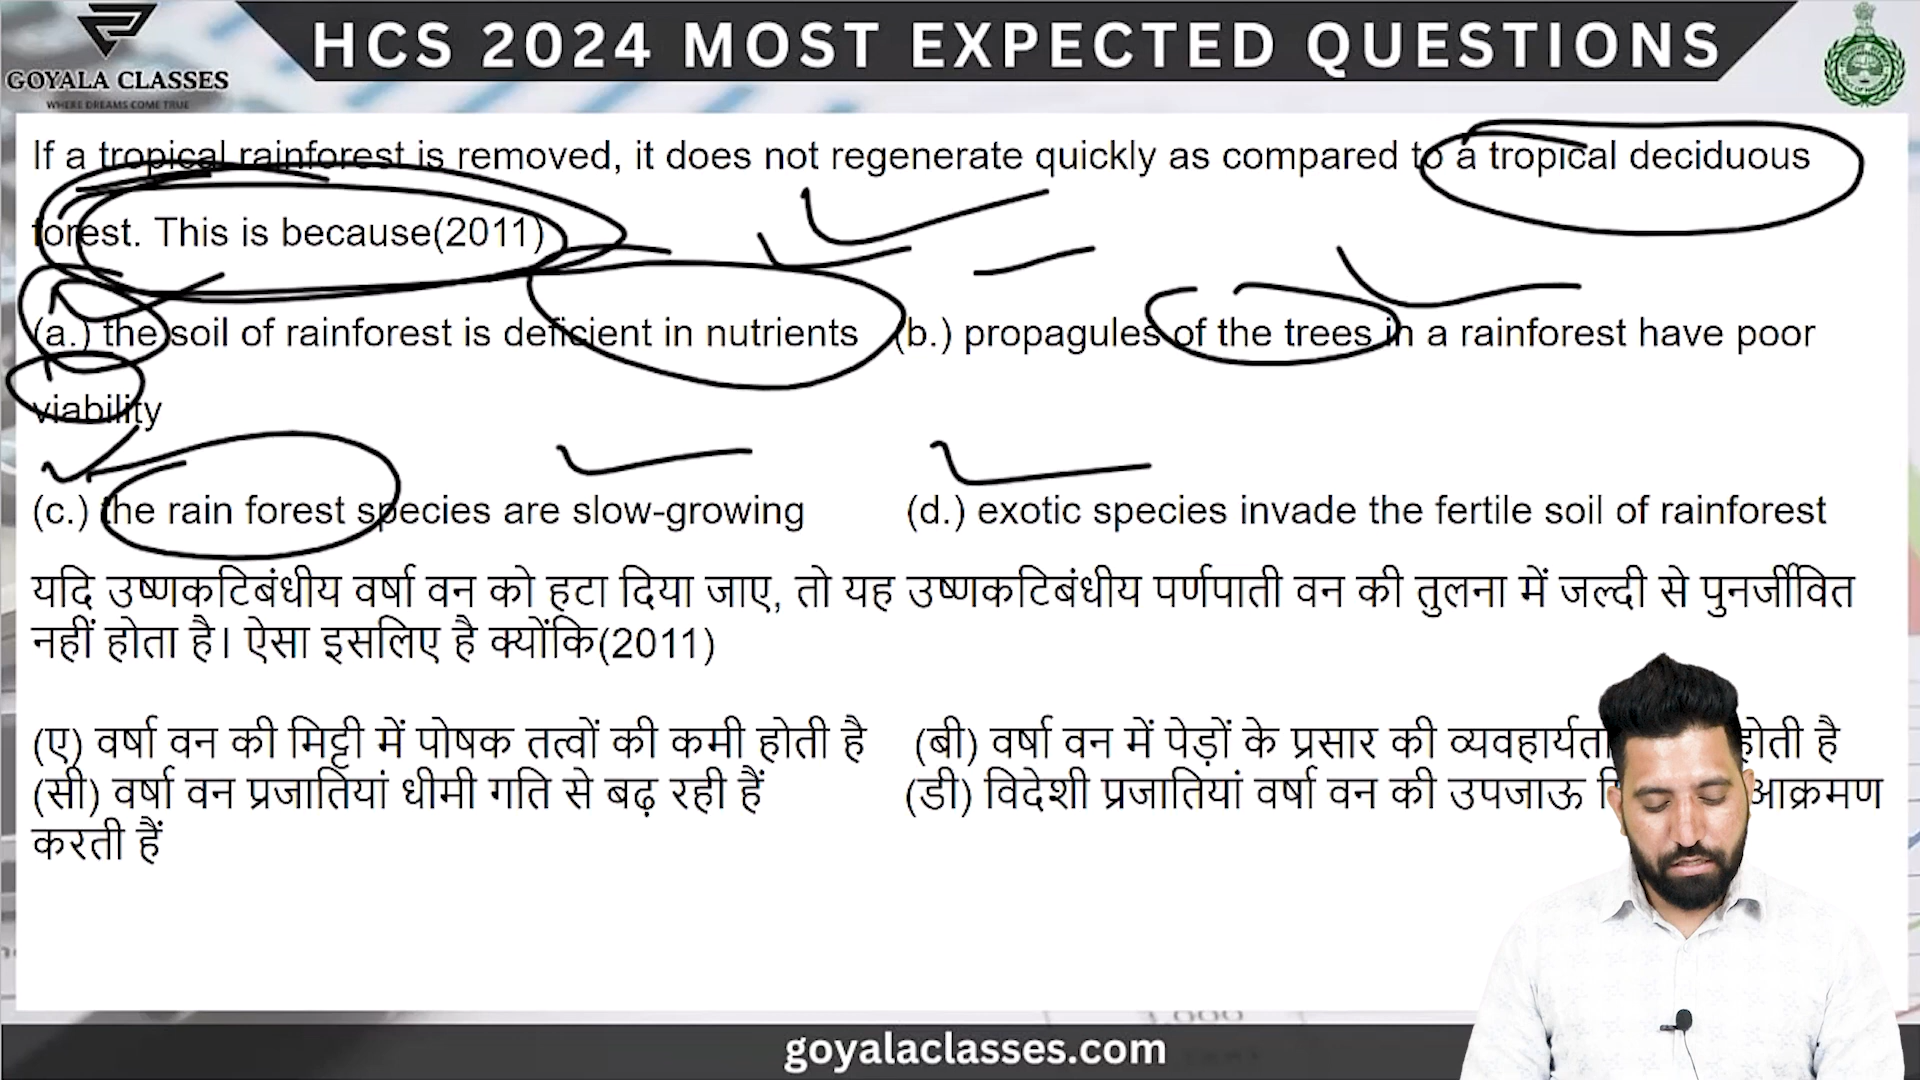 HCS 2024 MOST EXPECTED QUESTIONS
GOYALA CLASSES
WHERE DREAMS COME TRUE
If a tropical rainforest is removed, it does not regenerate quickly as compared to a tropical deciduous
forest. This is because(2011)
(a.) the soil of rainforest is deficient in nutrients (b.) propagules of the trees in a rainforest have poor
viability
(c.) the rain forest species are slow-growing (d.) exotic species invade the fertile soil of rainforest
यदि उष्णकटिबंधीय वर्षा वन को हटा दिया जाए, तो यह उष्णकटिबंधीय पर्णपाती वन की तुलना में जल्दी से पुनर्जीवित
नहीं होता है। ऐसा इसलिए है क्योंकि(2011)
(ए) वर्षा वन की मिट्टी में पोषक तत्वों की कमी होती है (बी) वर्षा वन में पेड़ों के प्रसार की व्यवहार्यता होती है
(सी) वर्षा वन प्रजातियां धीमी गति से बढ़ रही हैं (डी) विदेशी प्रजातियां वर्षा वन की उपजाऊ आक्रमण
करती हैं
1,000
goyalaclasses.com